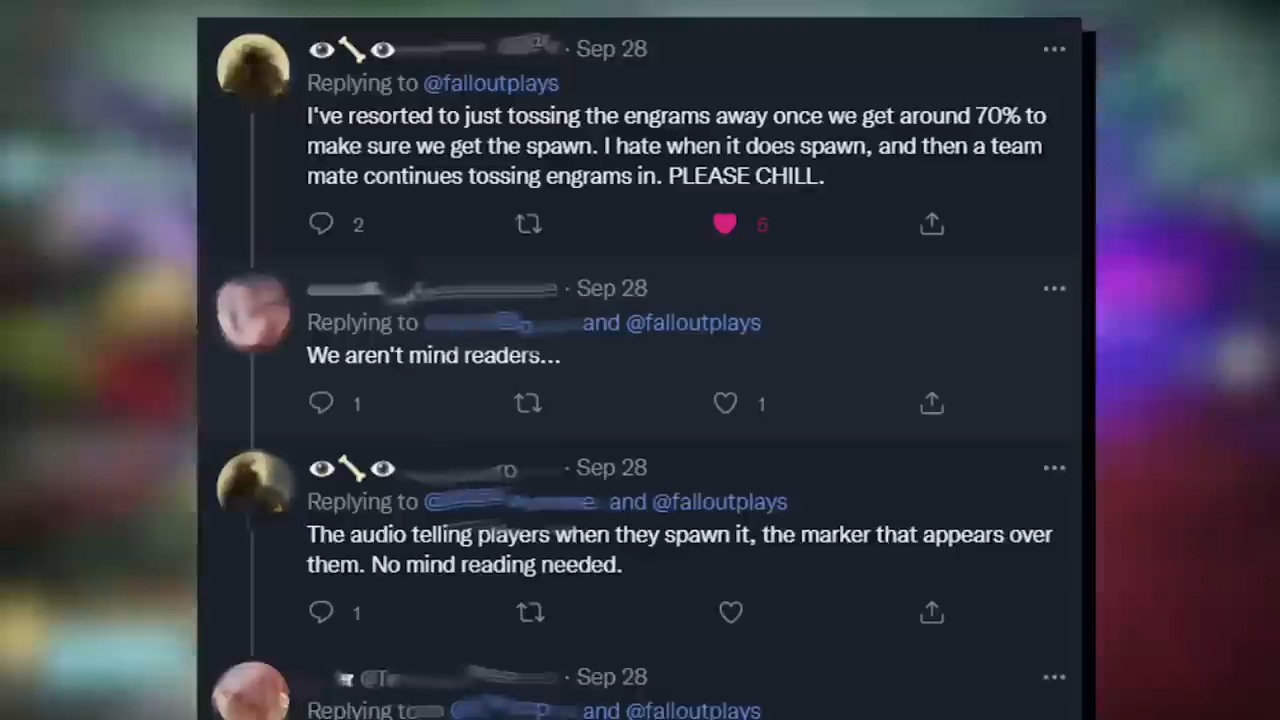 · Sep 28
Replying to @falloutplays
I've resorted to just tossing the engrams away once we get around 70% to
make sure we get the spawn. I hate when it does spawn, and then a team
mate continues tossing engrams in. PLEASE CHILL.
2 6
· Sep 28
Replying to and @falloutplays
We aren't mind readers...
1 1
· Sep 28
Replying to and @falloutplays
The audio telling players when they spawn it, the marker that appears over
them. No mind reading needed.
1
· Sep 28
Replying to and @falloutplays